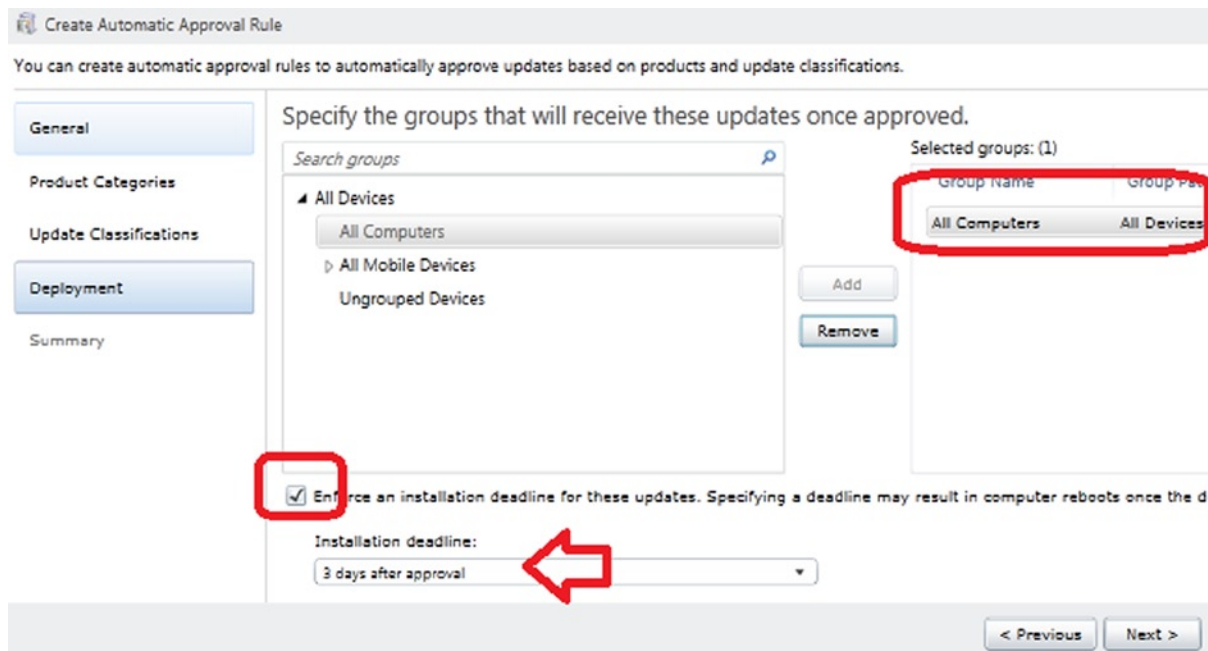 Create Automatic Approval Rule
You can create automatic approval rules to automatically approve updates based on products and update classifications.
General
Product Categories
Update Classifications
Deployment
Summary
Specify the groups that will receive these updates once approved.
Search groups
All Devices
All Computers
All Mobile Devices
Ungrouped Devices
Add
Remove
Selected groups: (1)
Group Name Group
All Computers All Devices
Enforce an installation deadline for these updates. Specifying a deadline may result in computer reboots once the
Installation deadline:
3 days after approval
< Previous Next >